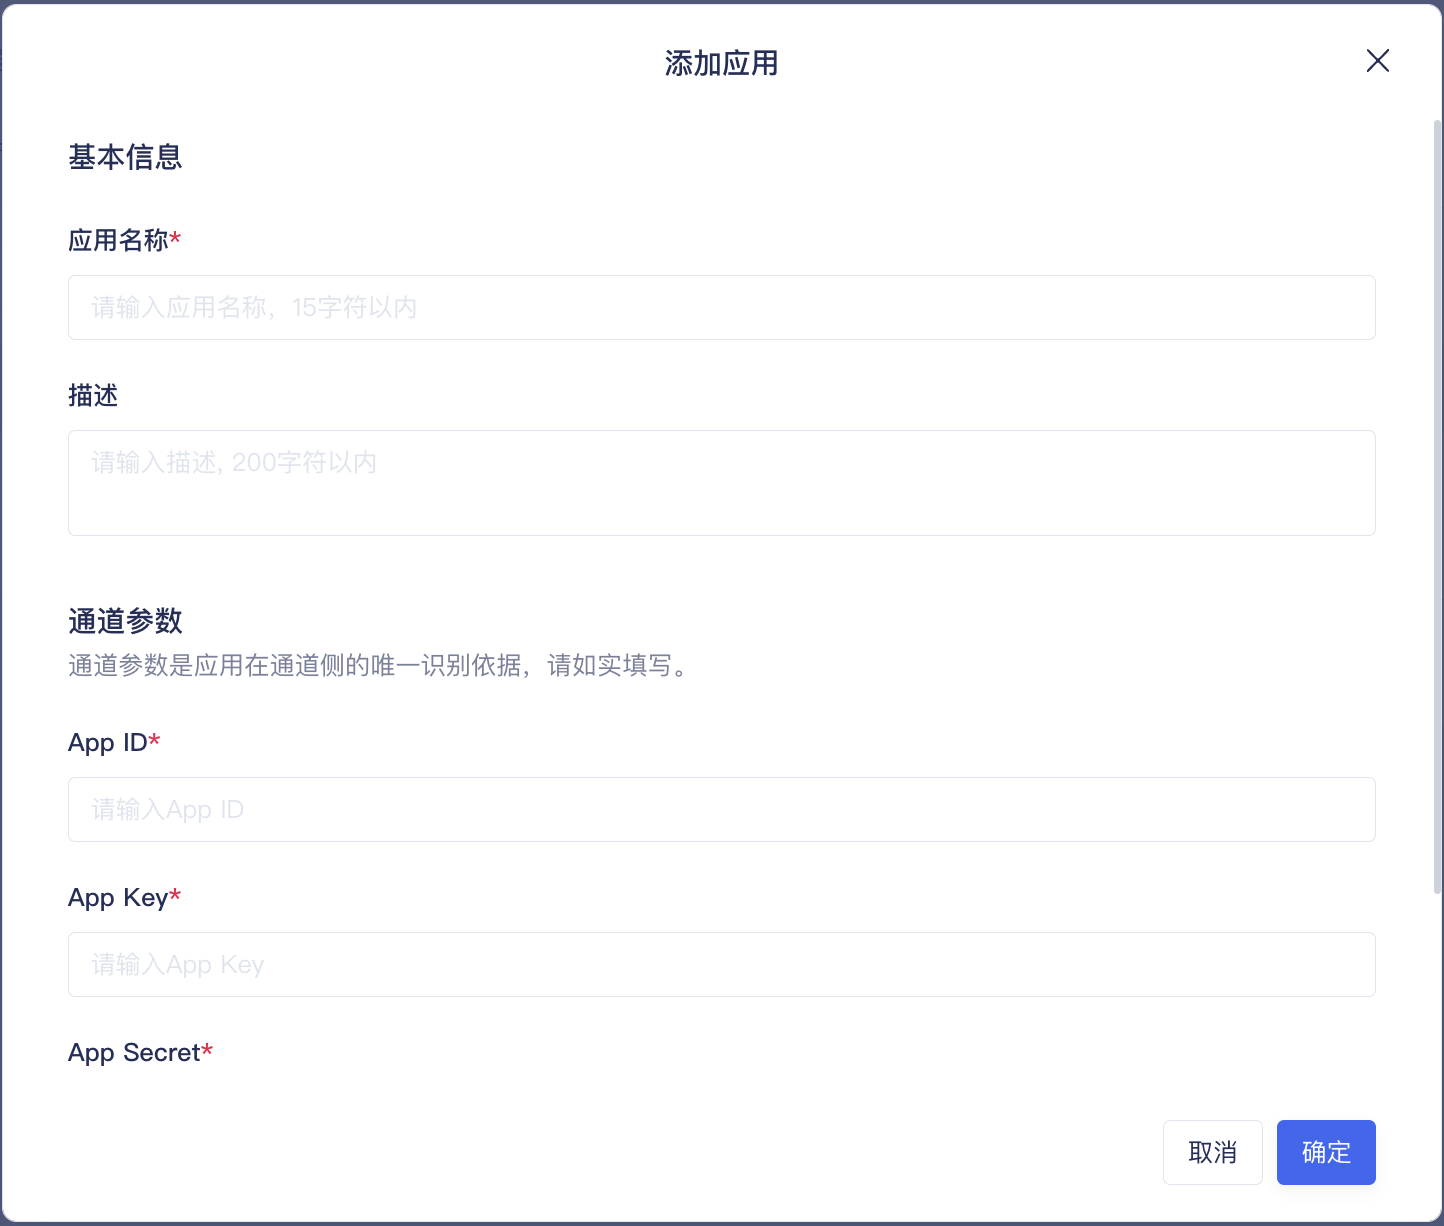 添加应用
基本信息
应用名称*
请输入应用名称，15字符以内
描述
请输入描述, 200字符以内
通道参数
通道参数是应用在通道侧的唯一识别依据，请如实填写。
App ID*
请输入App ID
App Key*
请输入App Key
App Secret*
取消
确定